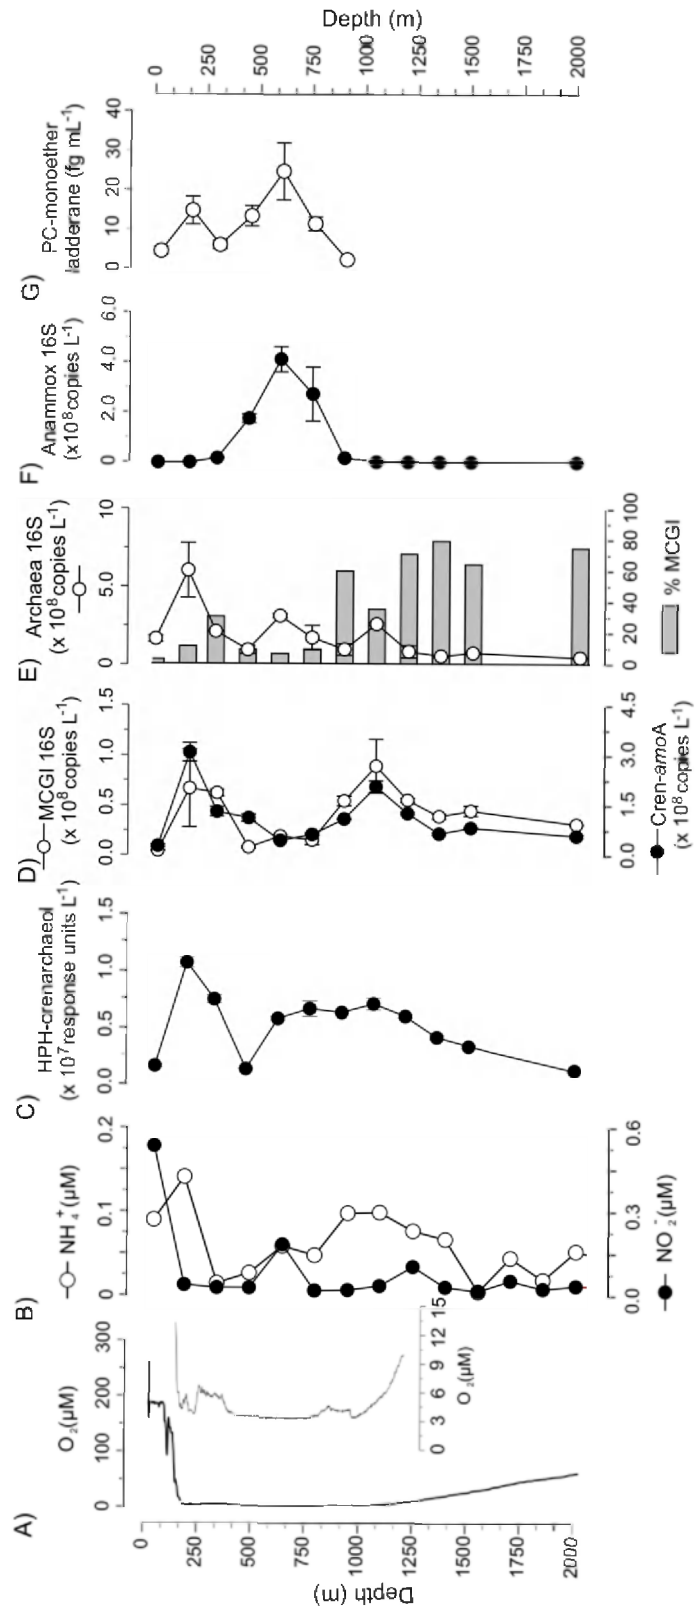 A)
O₂(µM)
0 100 200 300
Depth (m)
0
250
500
750
1000
1250
1500
1750
2000
0 3 6 9 12 15
O₂(µM)
B)
NH₄⁺(µM)
0 0.1 0.2
0.0 0.3 0.6
NO₂⁻(µM)
C)
HPH-crenarchaeol
(x 10⁷response units L⁻¹)
0.0 0.5 1.0 1.5
D)
MCGI 16S
(x 10⁸copies L⁻¹)
0.0 0.5 1.0 1.5
0.0 1.5 3.0 4.5
Cren-amoA
(x 10⁸copies L⁻¹)
E)
Archaea 16S
(x 10⁸copies L⁻¹)
0 5.0 10
0 20 40 60 80 100
% MCGI
F)
Anammox 16S
(x10⁸copies L⁻¹)
0 2.0 4.0 6.0
G)
PC-monoether
ladderane (fg mL⁻¹)
0 10 20 30 40
0
250
500
750
1000
1250
1500
2000
Depth (m)